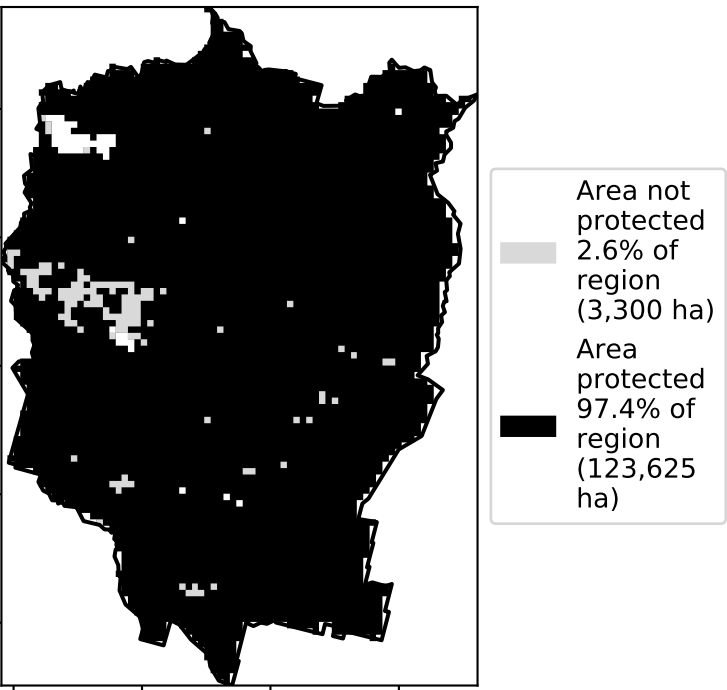 Area not
protected
2.6% of
region
(3,300 ha)
Area
protected
97.4% of
region
(123,625
ha)